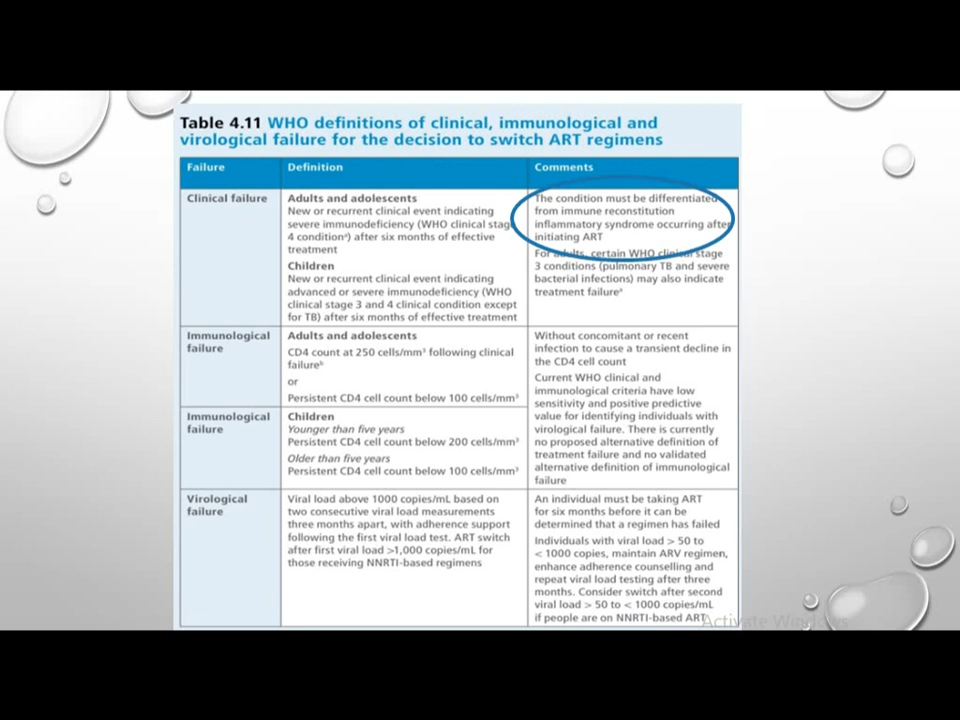 Table 4.11 WHO definitions of clinical, immunological and
virological failure for the decision to switch ART regimens
Failure
Definition
Comments
Clinical failure
Adults and adolescents
New or recurrent clinical event indicating
severe immunodeficiency (WHO clinical stage
4 conditionᵃ) after six months of effective
treatment
Children
New or recurrent clinical event indicating
advanced or severe immunodeficiency (WHO
clinical stage 3 and 4 clinical condition except
for TB) after six months of effective treatment
The condition must be differentiated
from immune reconstitution
inflammatory syndrome occurring after
initiating ART
For adults, certain WHO clinical stage
3 conditions (pulmonary TB and severe
bacterial infections) may also indicate
treatment failureᵃ
Immunological
failure
Adults and adolescents
CD4 count at 250 cells/mm³ following clinical
failureᵇ
or
Persistent CD4 cell count below 100 cells/mm³
Without concomitant or recent
infection to cause a transient decline in
the CD4 cell count
Current WHO clinical and
immunological criteria have low
sensitivity and positive predictive
value for identifying individuals with
virological failure. There is currently
no proposed alternative definition of
treatment failure and no validated
alternative definition of immunological
failure
Immunological
failure
Children
Younger than five years
Persistent CD4 cell count below 200 cells/mm³
Older than five years
Persistent CD4 cell count below 100 cells/mm³
Virological
failure
Viral load above 1000 copies/mL based on
two consecutive viral load measurements
three months apart, with adherence support
following the first viral load test. ART switch
after first viral load >1,000 copies/mL for
those receiving NNRTI-based regimens
An individual must be taking ART
for six months before it can be
determined that a regimen has failed
Individuals with viral load > 50 to
< 1000 copies, maintain ARV regimen,
enhance adherence counselling and
repeat viral load testing after three
months. Consider switch after second
viral load > 50 to < 1000 copies/mL
if people are on NNRTI-based ART
Activate Windows